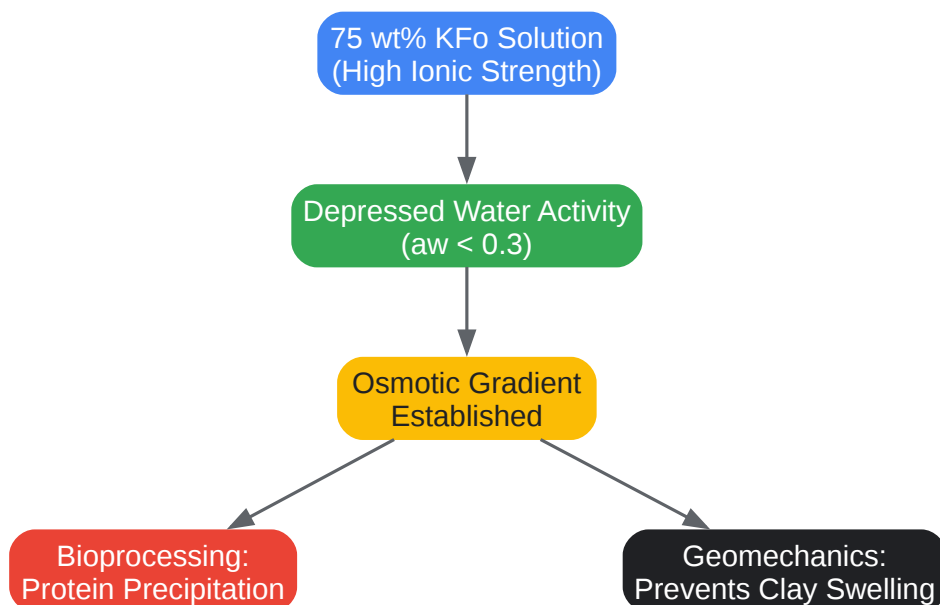 75 wt% KFo Solution
(High Ionic Strength)
Depressed Water Activity
(aw < 0.3)
Osmotic Gradient
Established
Bioprocessing:
Protein Precipitation
Geomechanics:
Prevents Clay Swelling